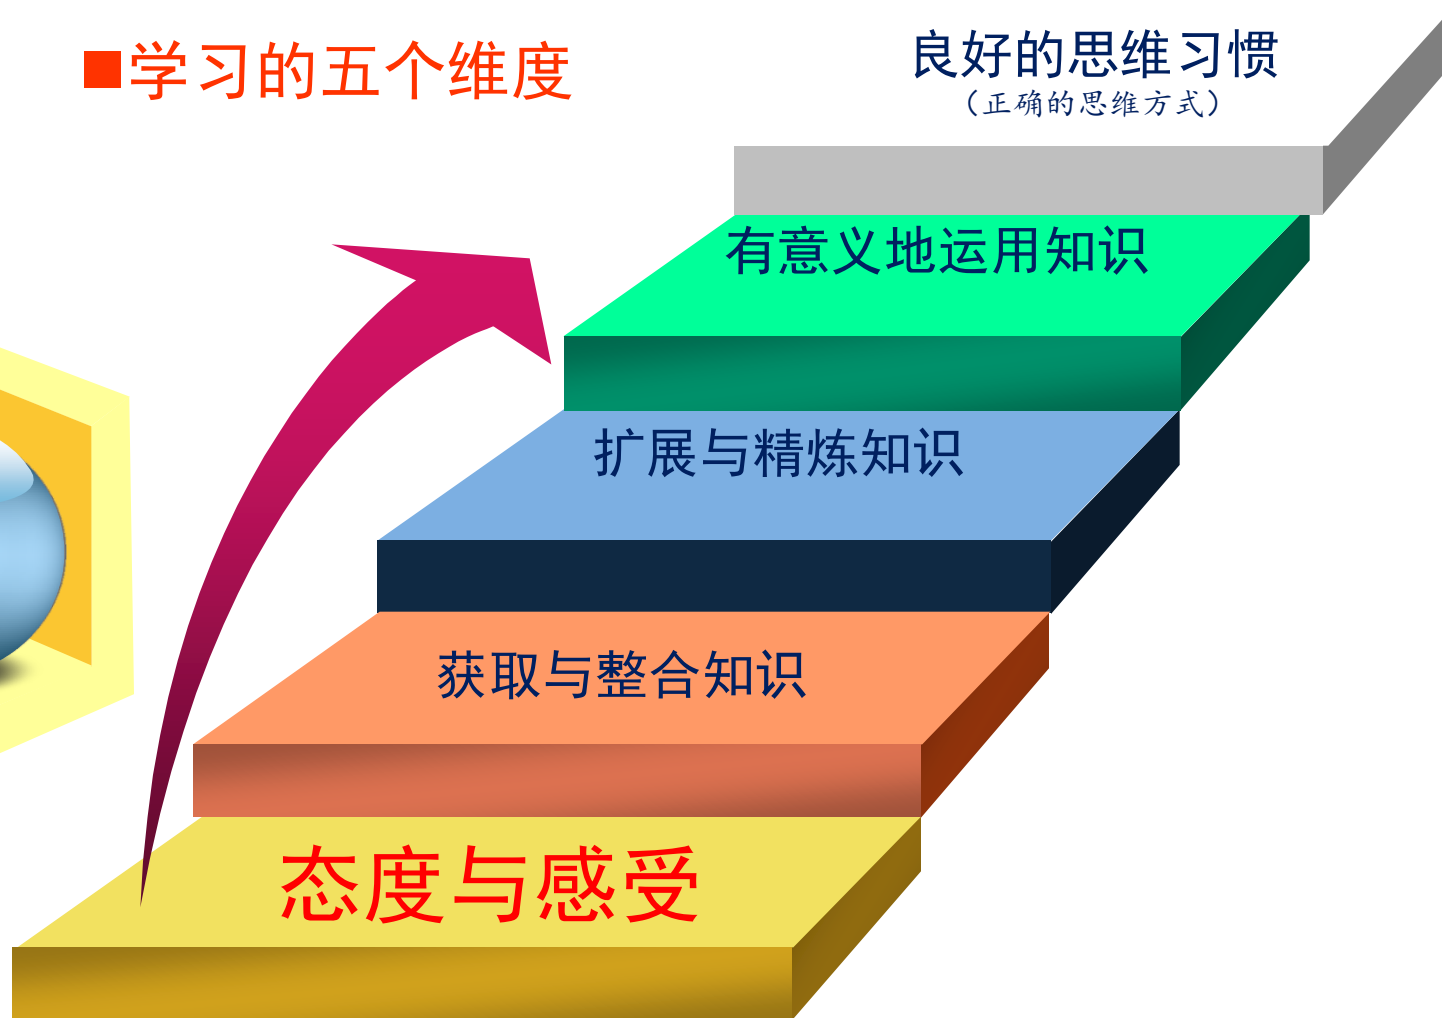 ■学习的五个维度
良好的思维习惯
（正确的思维方式）
有意义地运用知识
扩展与精炼知识
获取与整合知识
态度与感受